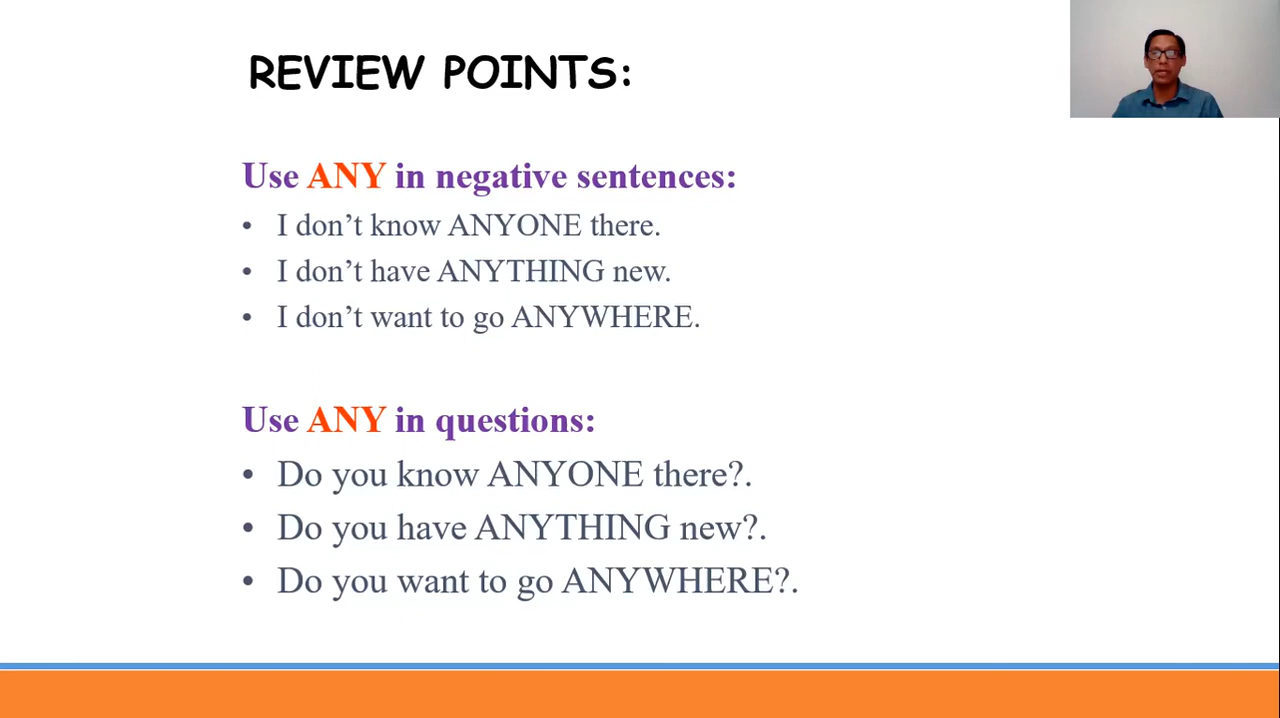 REVIEW POINTS:
Use ANY in negative sentences:
• I don’t know ANYONE there.
• I don’t have ANYTHING new.
• I don’t want to go ANYWHERE.
Use ANY in questions:
• Do you know ANYONE there?.
• Do you have ANYTHING new?.
• Do you want to go ANYWHERE?.